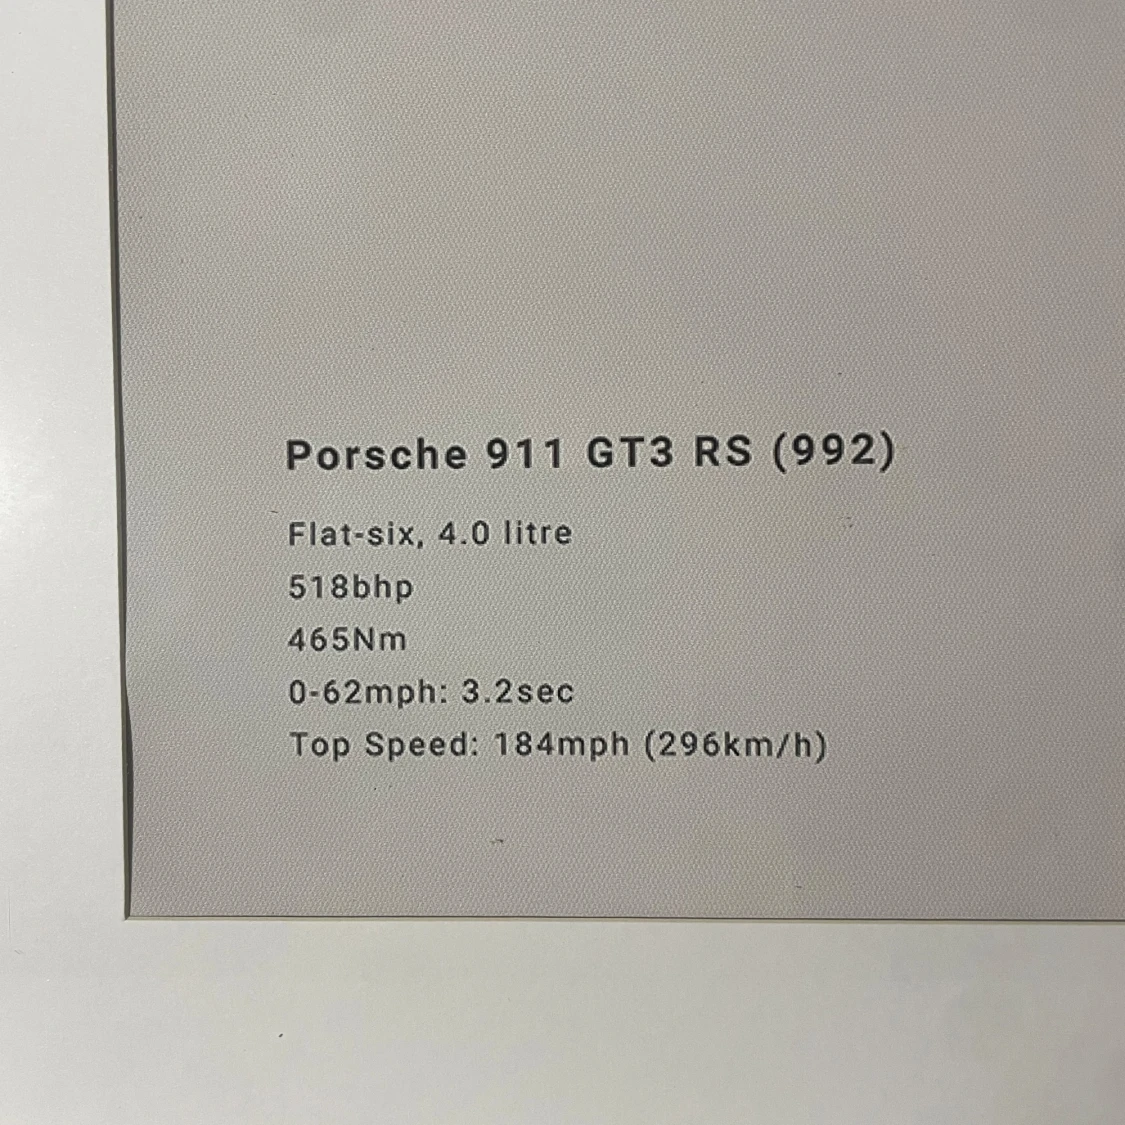 Porsche 911 GT3 RS (992)
Flat-six, 4.0 litre
518bhp
465Nm
0-62mph: 3.2sec
Top Speed: 184mph (296km/h)